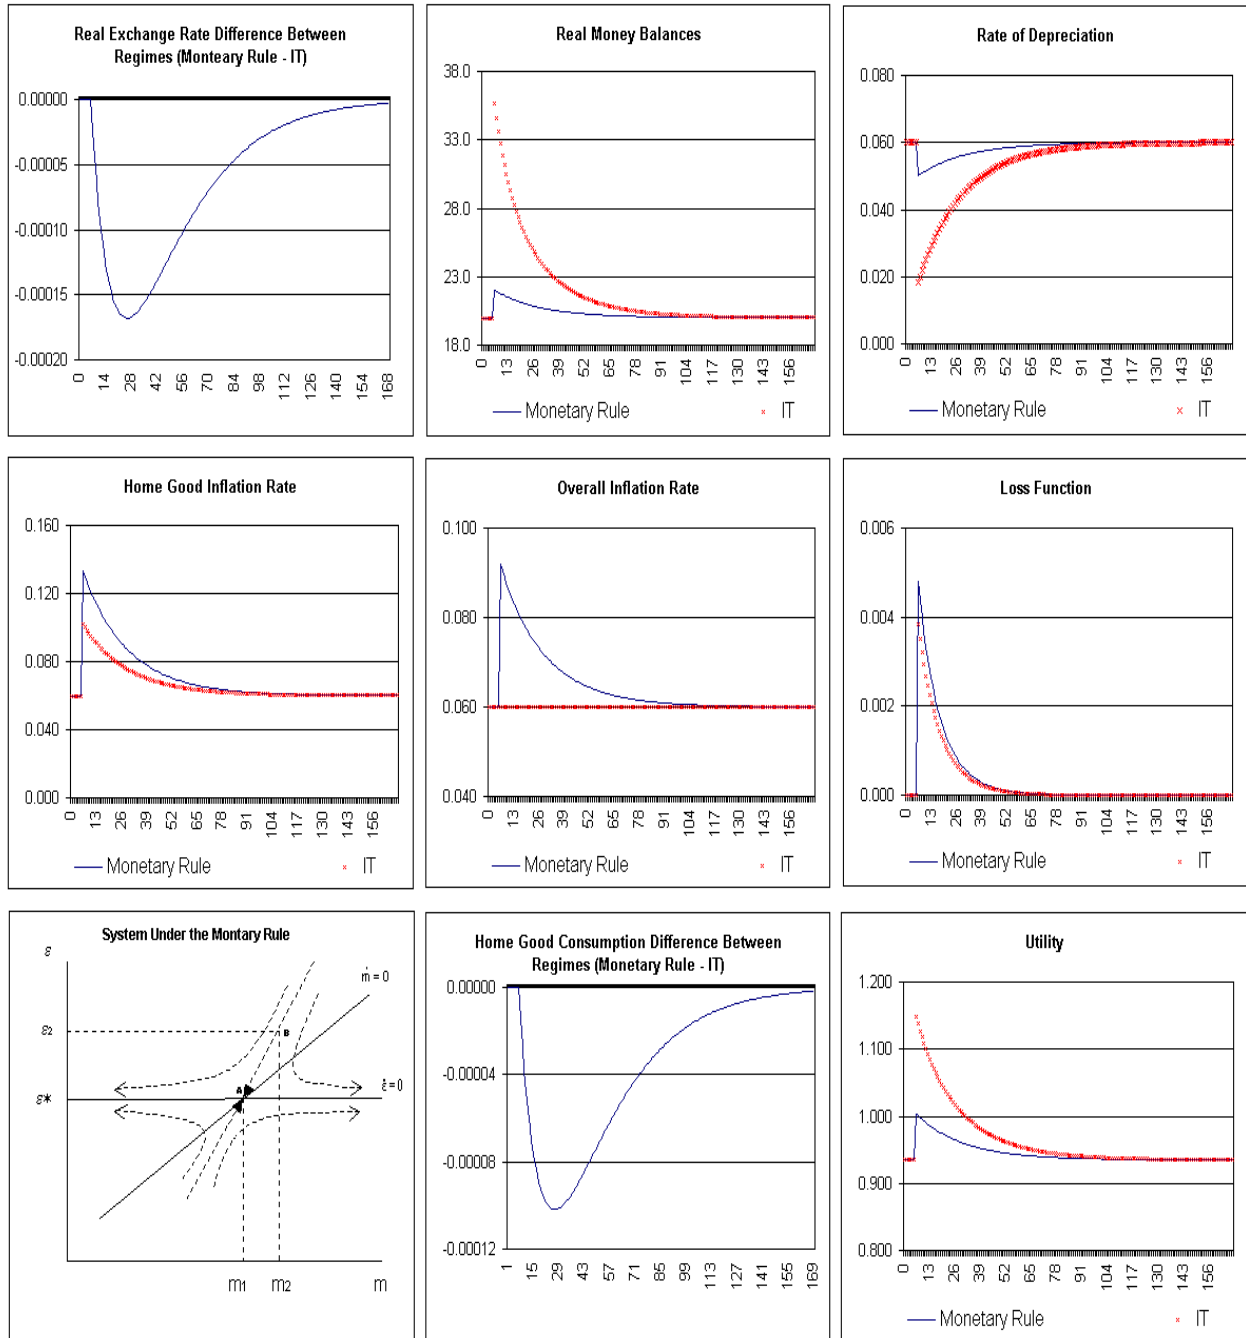 Real Exchange Rate Difference Between
Regimes (Monteary Rule - IT)
0.00000
-0.00005
-0.00010
-0.00015
-0.00020
0 14 28 42 56 70 84 98 112 126 140 154 168
Real Money Balances
38.0
33.0
28.0
23.0
18.0
0 13 26 39 52 65 78 91 104 117 130 143 156
Monetary Rule IT
Rate of Depreciation
0.080
0.060
0.040
0.020
0.000
0 13 26 39 52 65 78 91 104 117 130 143 156
Monetary Rule IT
Home Good Inflation Rate
0.160
0.120
0.080
0.040
0.000
0 13 26 39 52 65 78 91 104 117 130 143 156
Monetary Rule IT
Overall Inflation Rate
0.100
0.080
0.060
0.040
0 13 26 39 52 65 78 91 104 117 130 143 156
Monetary Rule IT
Loss Function
0.006
0.004
0.002
0.000
0 13 26 39 52 65 78 91 104 117 130 143 156
Monetary Rule IT
System Under the Montary Rule
ε
ṁ = 0
ε2
B
A
ε̇ = 0
ε*
m1 m2 m
Home Good Consumption Difference Between
Regimes (Monetary Rule - IT)
0.00000
-0.00004
-0.00008
-0.00012
1 15 29 43 57 71 85 99 113 127 141 155 169
Utility
1.200
1.100
1.000
0.900
0.800
0 13 26 39 52 65 78 91 104 117 130 143 156
Monetary Rule IT